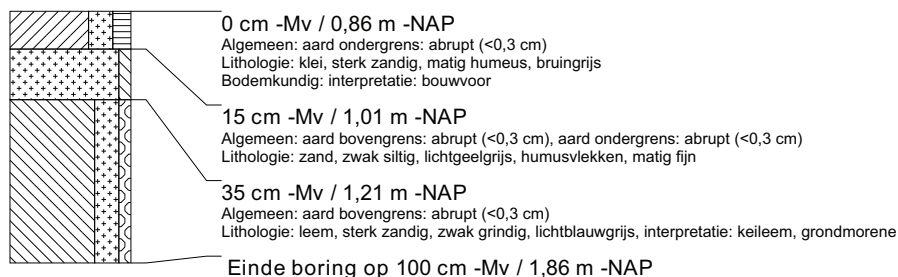 0 cm -Mv / 0,86 m -NAP
Algemeen: aard ondergrens: abrupt (<0,3 cm)
Lithologie: klei, sterk zandig, matig humeus, bruingrijs
Bodemkundig: interpretatie: bouwvoor
15 cm -Mv / 1,01 m -NAP
Algemeen: aard bovengrens: abrupt (<0,3 cm), aard ondergrens: abrupt (<0,3 cm)
Lithologie: zand, zwak siltig, lichtgeelgrijs, humusvlekken, matig fijn
35 cm -Mv / 1,21 m -NAP
Algemeen: aard bovengrens: abrupt (<0,3 cm)
Lithologie: leem, sterk zandig, zwak grindig, lichtblauwgrijs, interpretatie: keileem, grondmorene
Einde boring op 100 cm -Mv / 1,86 m -NAP